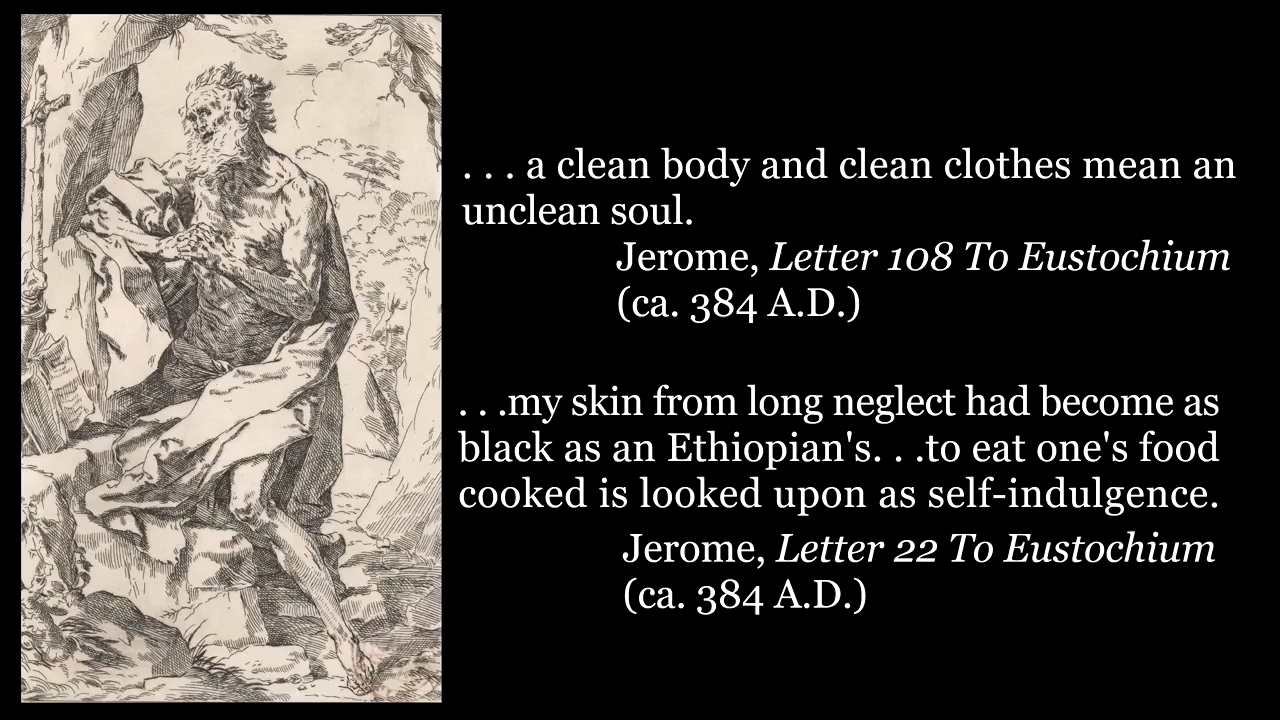 . . . a clean body and clean clothes mean an
unclean soul.
Jerome, Letter 108 To Eustochium
(ca. 384 A.D.)
. . .my skin from long neglect had become as
black as an Ethiopian's. . .to eat one's food
cooked is looked upon as self-indulgence.
Jerome, Letter 22 To Eustochium
(ca. 384 A.D.)